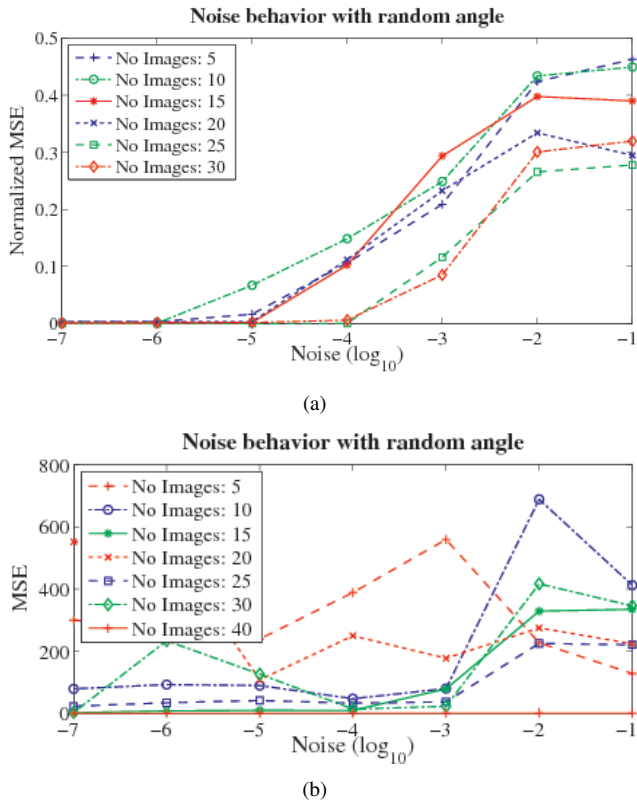 Noise behavior with random angle
0.5
0.4
0.3
0.2
0.1
0
Normalized MSE
No Images: 5
No Images: 10
No Images: 15
No Images: 20
No Images: 25
No Images: 30
−7 −6 −5 −4 −3 −2 −1
Noise (log10)
(a)
Noise behavior with random angle
800
600
400
200
0
MSE
No Images: 5
No Images: 10
No Images: 15
No Images: 20
No Images: 25
No Images: 30
No Images: 40
−7 −6 −5 −4 −3 −2 −1
Noise (log10)
(b)